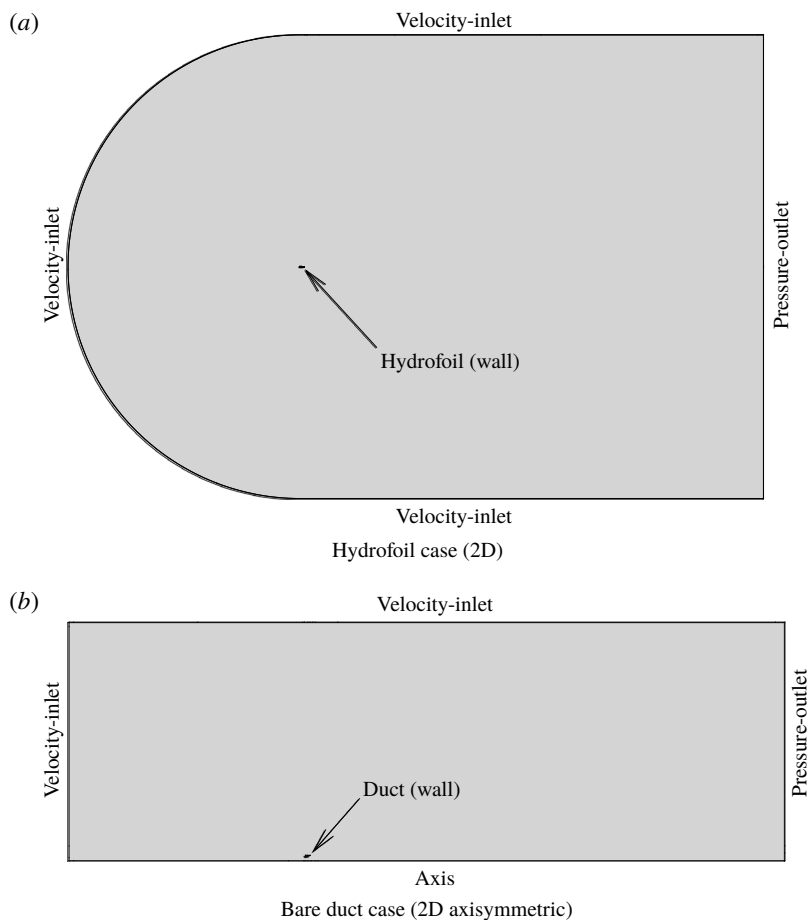 (a)
Velocity-inlet
Velocity-inlet
Pressure-outlet
Hydrofoil (wall)
Velocity-inlet
Hydrofoil case (2D)
(b)
Velocity-inlet
Velocity-inlet
Pressure-outlet
Duct (wall)
Axis
Bare duct case (2D axisymmetric)